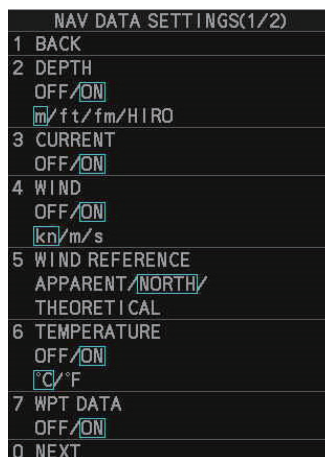 NAV DATA SETTINGS(1/2)
1 BACK
2 DEPTH
OFF/ON
m/ft/fm/HIRO
3 CURRENT
OFF/ON
4 WIND
OFF/ON
kn/m/s
5 WIND REFERENCE
APPARENT/NORTH/
THEORETICAL
6 TEMPERATURE
OFF/ON
°C/°F
7 WPT DATA
OFF/ON
0 NEXT